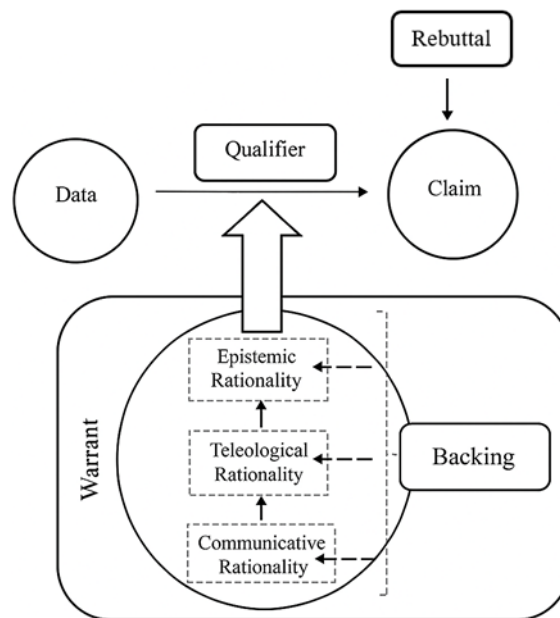 Rebuttal
Qualifier
Data
Claim
Epistemic
Rationality
Teleological
Rationality
Warrant
Backing
Communicative
Rationality